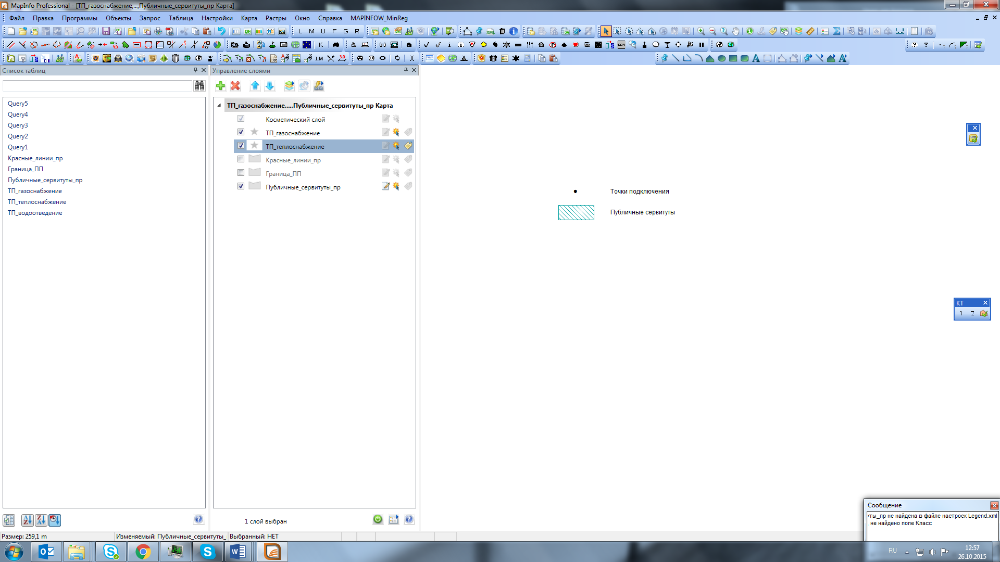 MapInfo Professional - [ТП_газоснабжение,...,Публичные_сервитуты_пр Карта]
Файл Правка Программы Объекты Запрос Таблица Настройки Карта Растры Окно Справка MAPINFOW_MinReg
L M U F G R
К
1:M
3.0
Список таблиц
Query5
Query4
Query3
Query2
Query1
Красные_линии_пр
Граница_ПП
Публичные_сервитуты_пр
ТП_газоснабжение
ТП_теплоснабжение
ТП_водоотведение
Управление слоями
ТП_газоснабжение,...,Публичные_сервитуты_пр Карта
Косметический слой
ТП_газоснабжение
ТП_теплоснабжение
Красные_линии_пр
Граница_ПП
Публичные_сервитуты_пр
1 слой выбран
Точки подключения
Публичные сервитуты
КТ
1 2
Сообщение
ты_пр не найдена в файле настроек Legend.xml
не найдено поле Класс
Размер: 259,1 m
Изменяемый: Публичные_сервитуты_
Выбранный: НЕТ
RU
12:57
26.10.2015